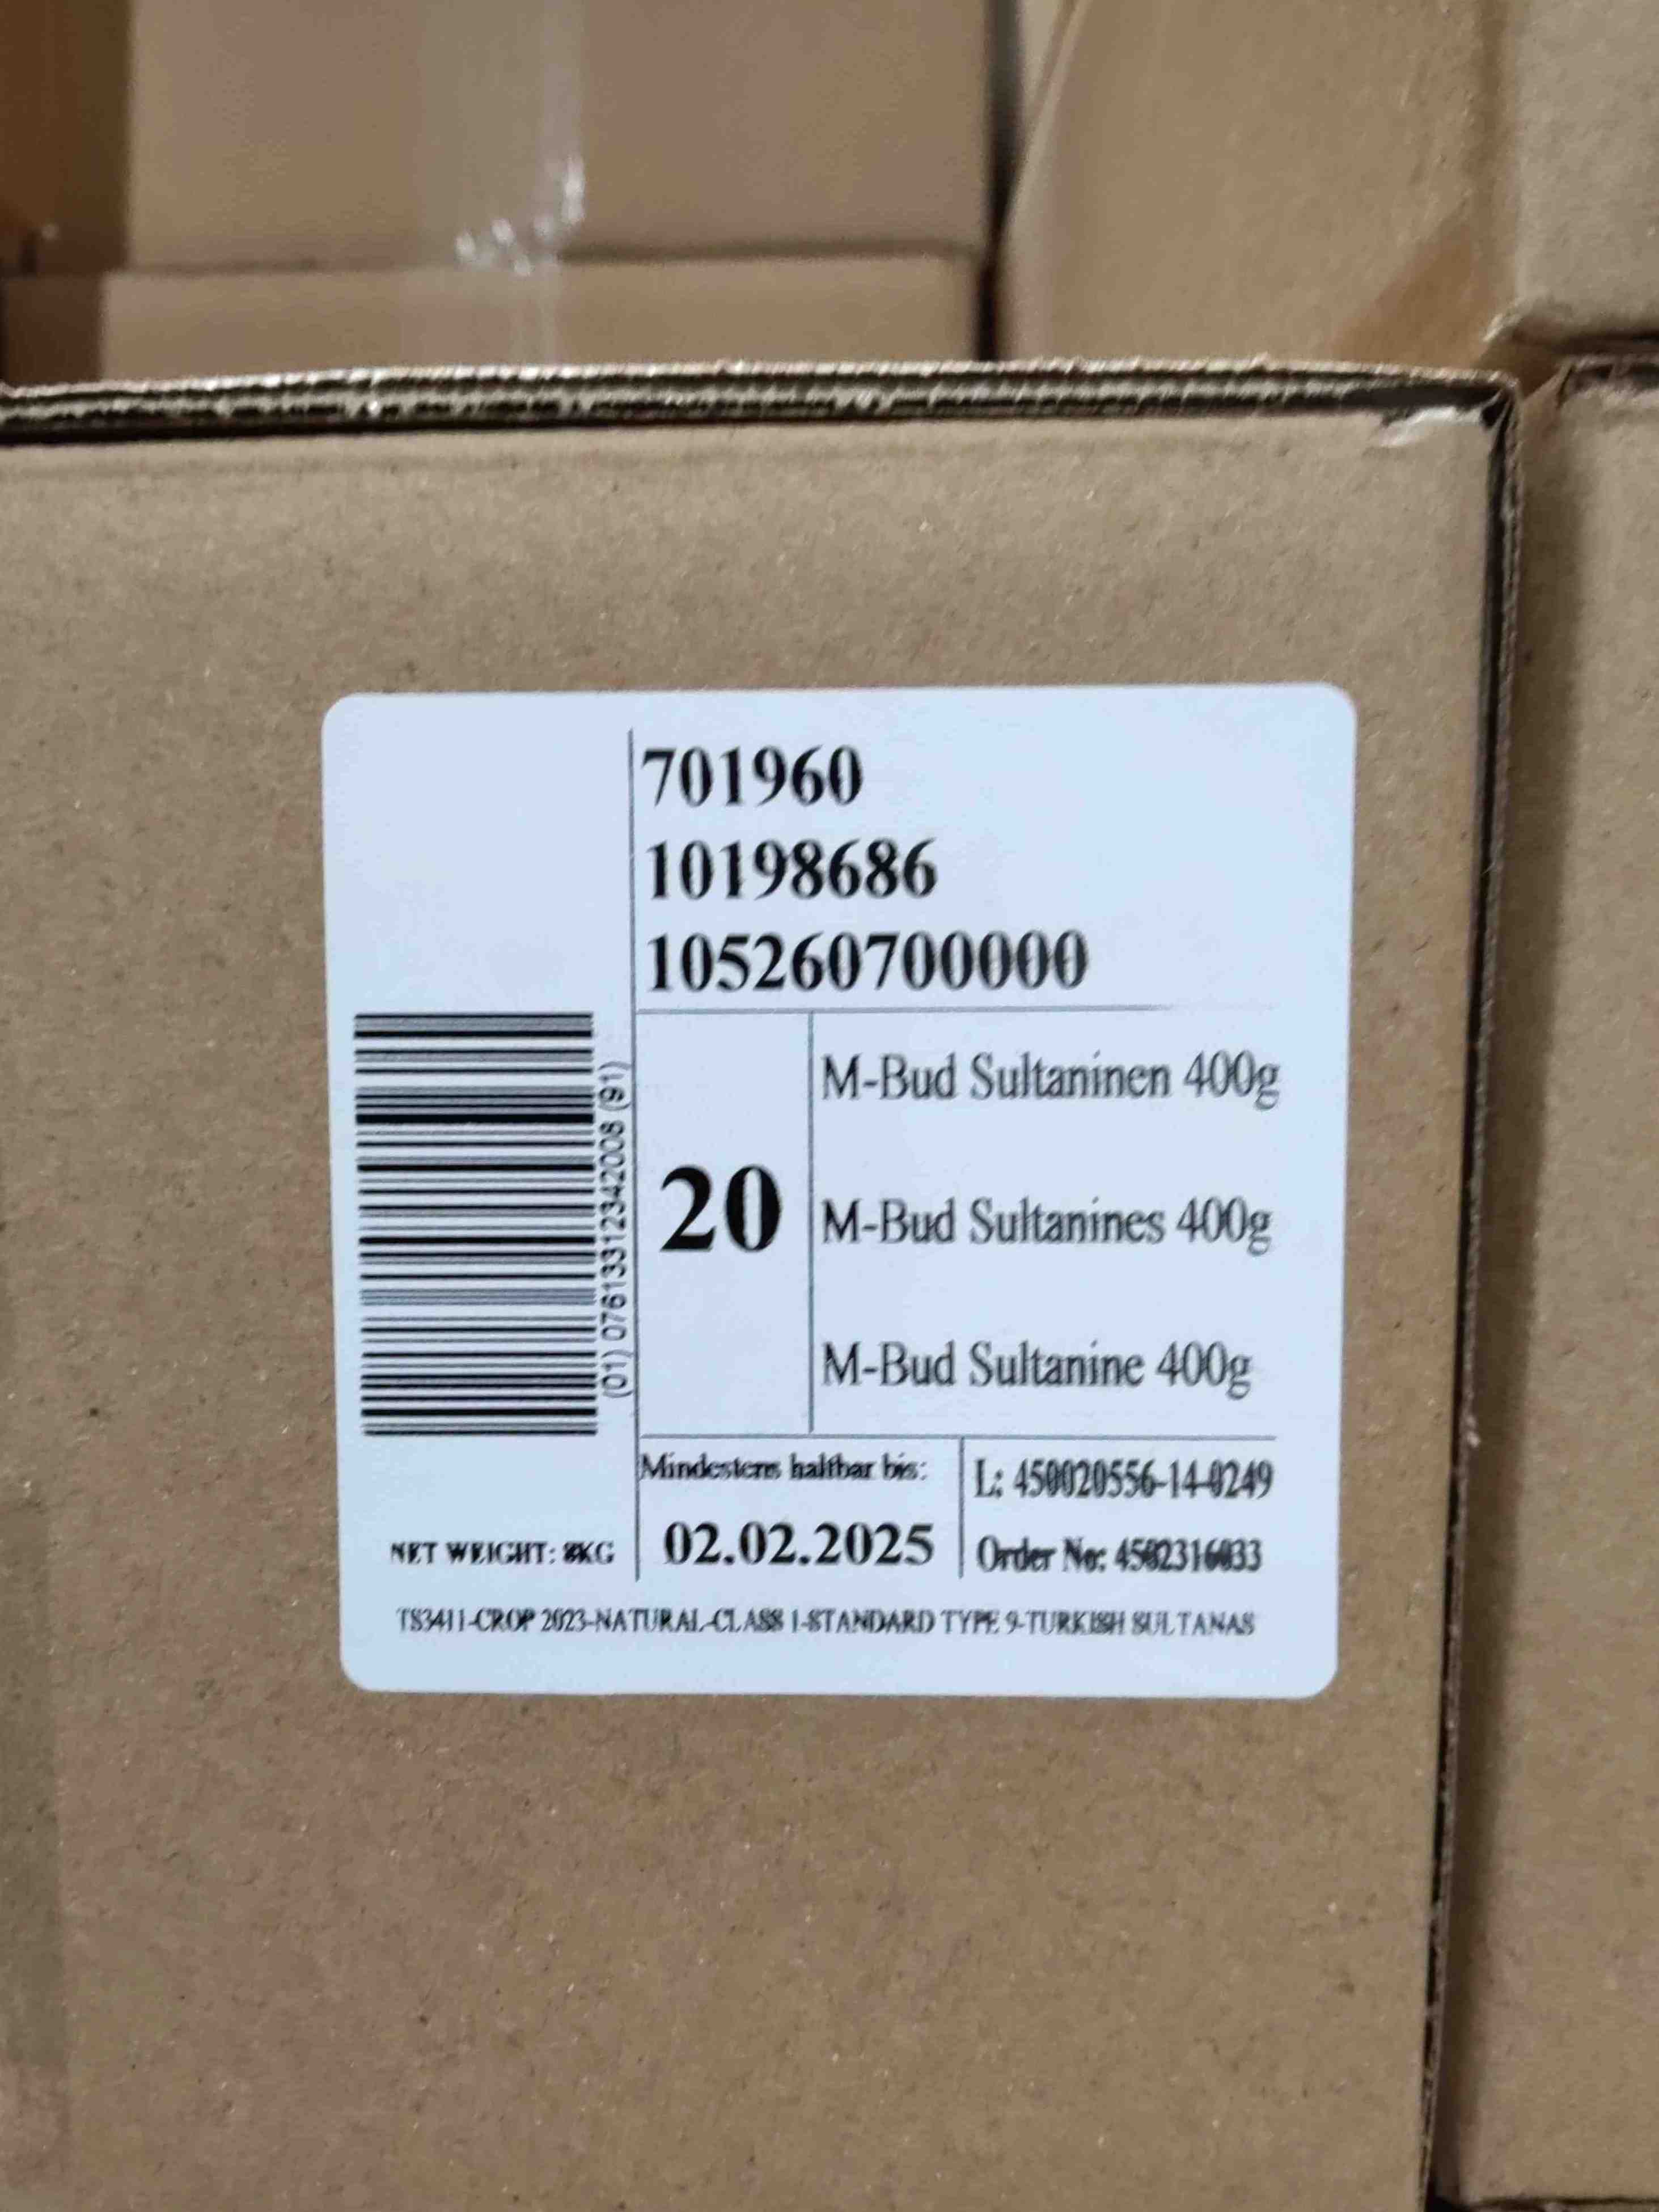 701960
10198686
105260700000
(01) 07613312342008 (91)
20
M-Bud Sultaninen 400g
M-Bud Sultanines 400g
M-Bud Sultanine 400g
Mindestens haltbar bis:
02.02.2025
L: 450020556-14-0249
Order No: 4502316033
NET WEIGHT: 8KG
TS3411-CROP 2023-NATURAL-CLASS 1-STANDARD TYPE 9-TURKISH SULTANAS